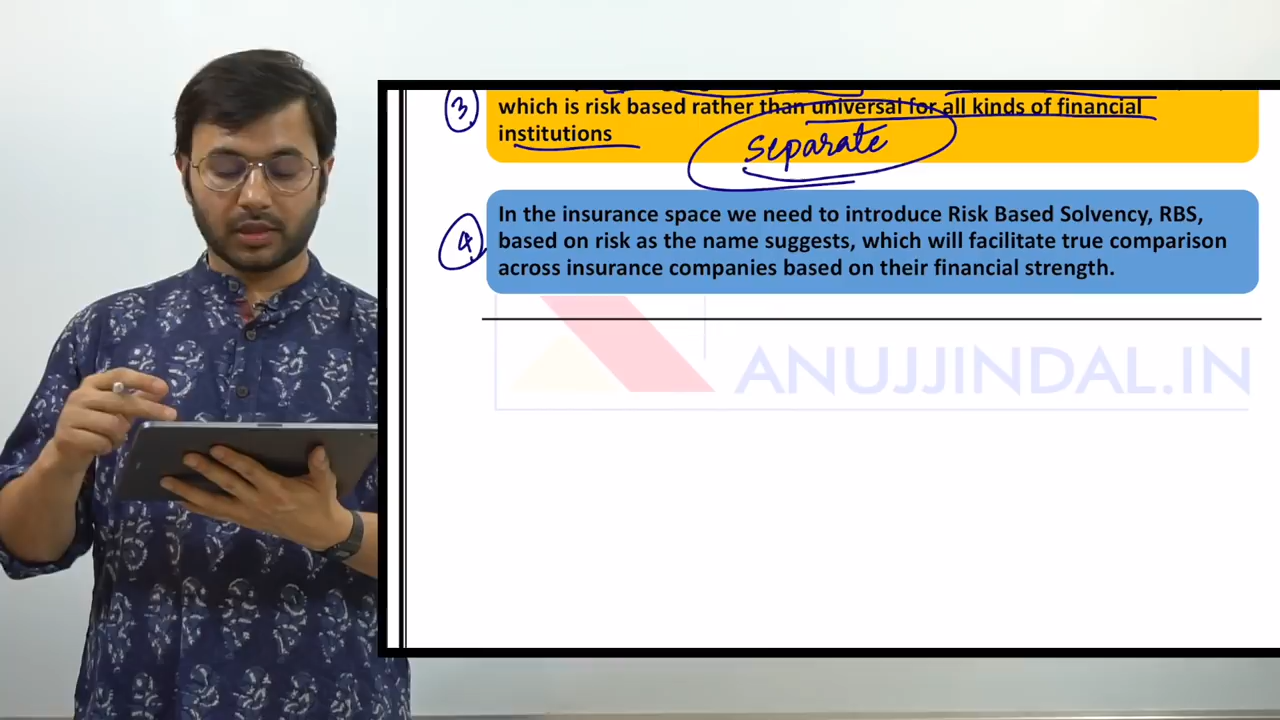 3
which is risk based rather than universal for all kinds of financial
institutions
separate
4
In the insurance space we need to introduce Risk Based Solvency, RBS,
based on risk as the name suggests, which will facilitate true comparison
across insurance companies based on their financial strength.
ANUJJINDAL.IN